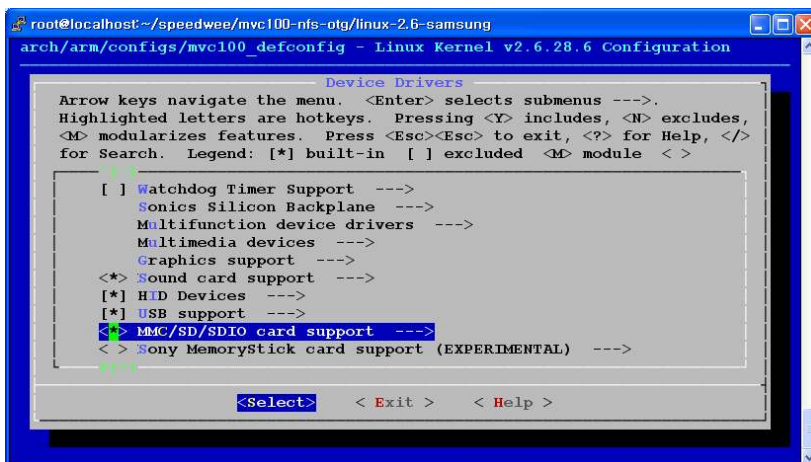 root@localhost:~/speedwee/mvc100-nfs-otg/linux-2.6-samsung
arch/arm/configs/mvc100_defconfig - Linux Kernel v2.6.28.6 Configuration
Device Drivers
Arrow keys navigate the menu. <Enter> selects submenus --->.
Highlighted letters are hotkeys. Pressing <Y> includes, <N> excludes,
<M> modularizes features. Press <Esc><Esc> to exit, <?> for Help, </>
for Search. Legend: [*] built-in [ ] excluded <M> module < >
[ ] Watchdog Timer Support --->
Sonics Silicon Backplane --->
Multifunction device drivers --->
Multimedia devices --->
Graphics support --->
<*> Sound card support --->
[*] HID Devices --->
[*] USB support --->
<*> MMC/SD/SDIO card support --->
< > Sony MemoryStick card support (EXPERIMENTAL) --->
<Select> < Exit > < Help >